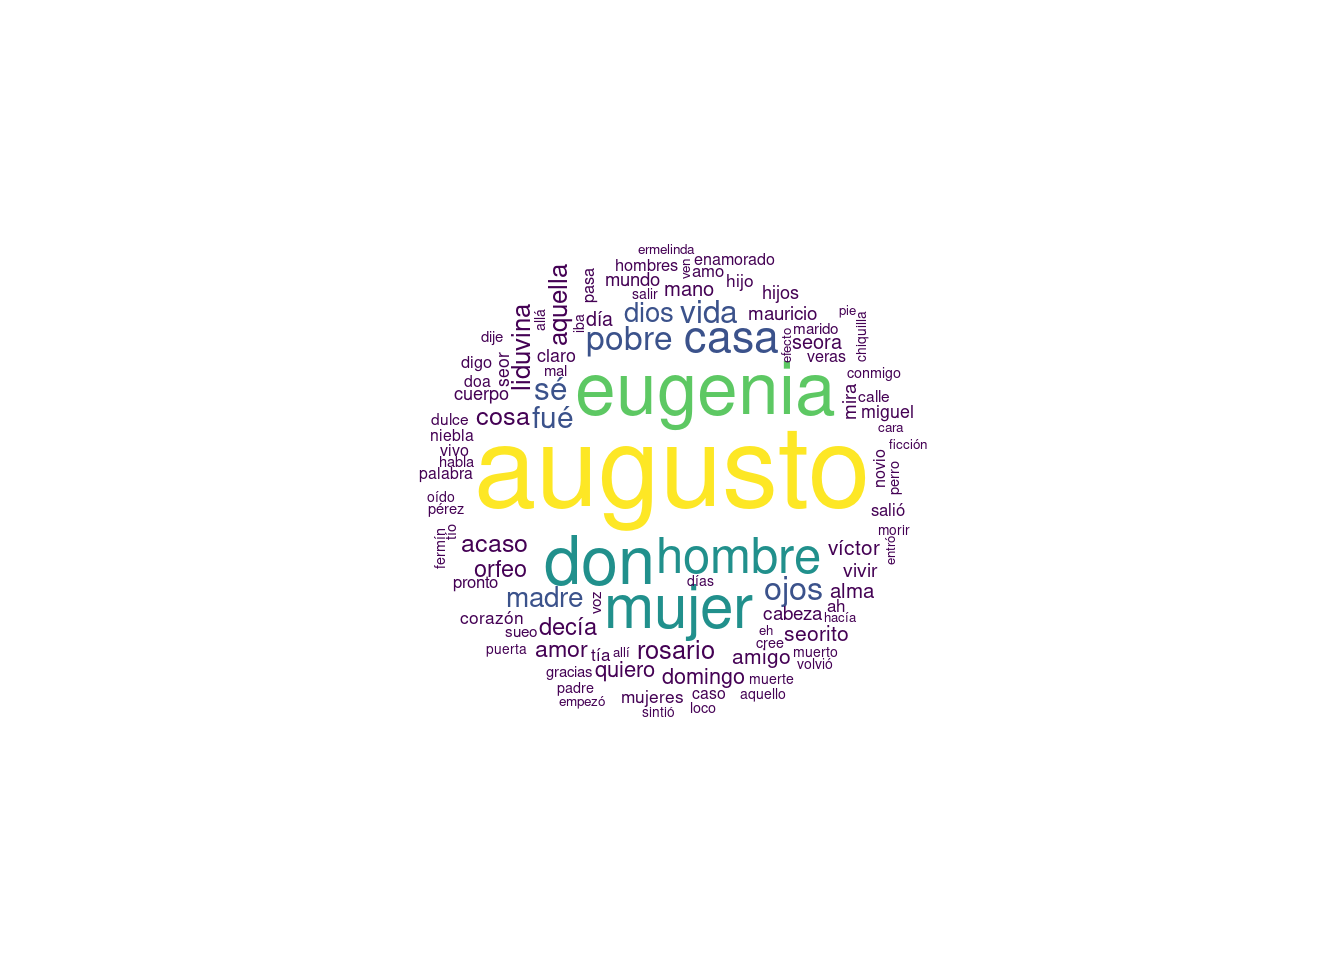 ermelinda
hombres
ven
enamorado
aquella
pasa
mundo
amo
hijo
salir
mano
hijos
liduvina
allá
iba
día
dios
vida
mauricio
pie
dije
pobre
casa
efecto
marido
seora
chiquilla
digo
seor
claro
veras
doa
mal
cuerpo
sé
eugenia
conmigo
mira
calle
dulce
cosa
fué
miguel
niebla
cara
vivo
augusto
ficción
habla
palabra
novio
perro
oído
pérez
salió
fermín
tío
morir
acaso
don
hombre
víctor
entró
orfeo
vivir
pronto
días
madre
voz
mujer
ojos
alma
corazón
cabeza
ah
hacía
sueo
decía
eh
seorito
puerta
amor
tía
allí
rosario
cree
amigo
muerto
volvió
gracias
quiero
domingo
muerte
padre
mujeres
caso
aquello
empezó
sintió
loco